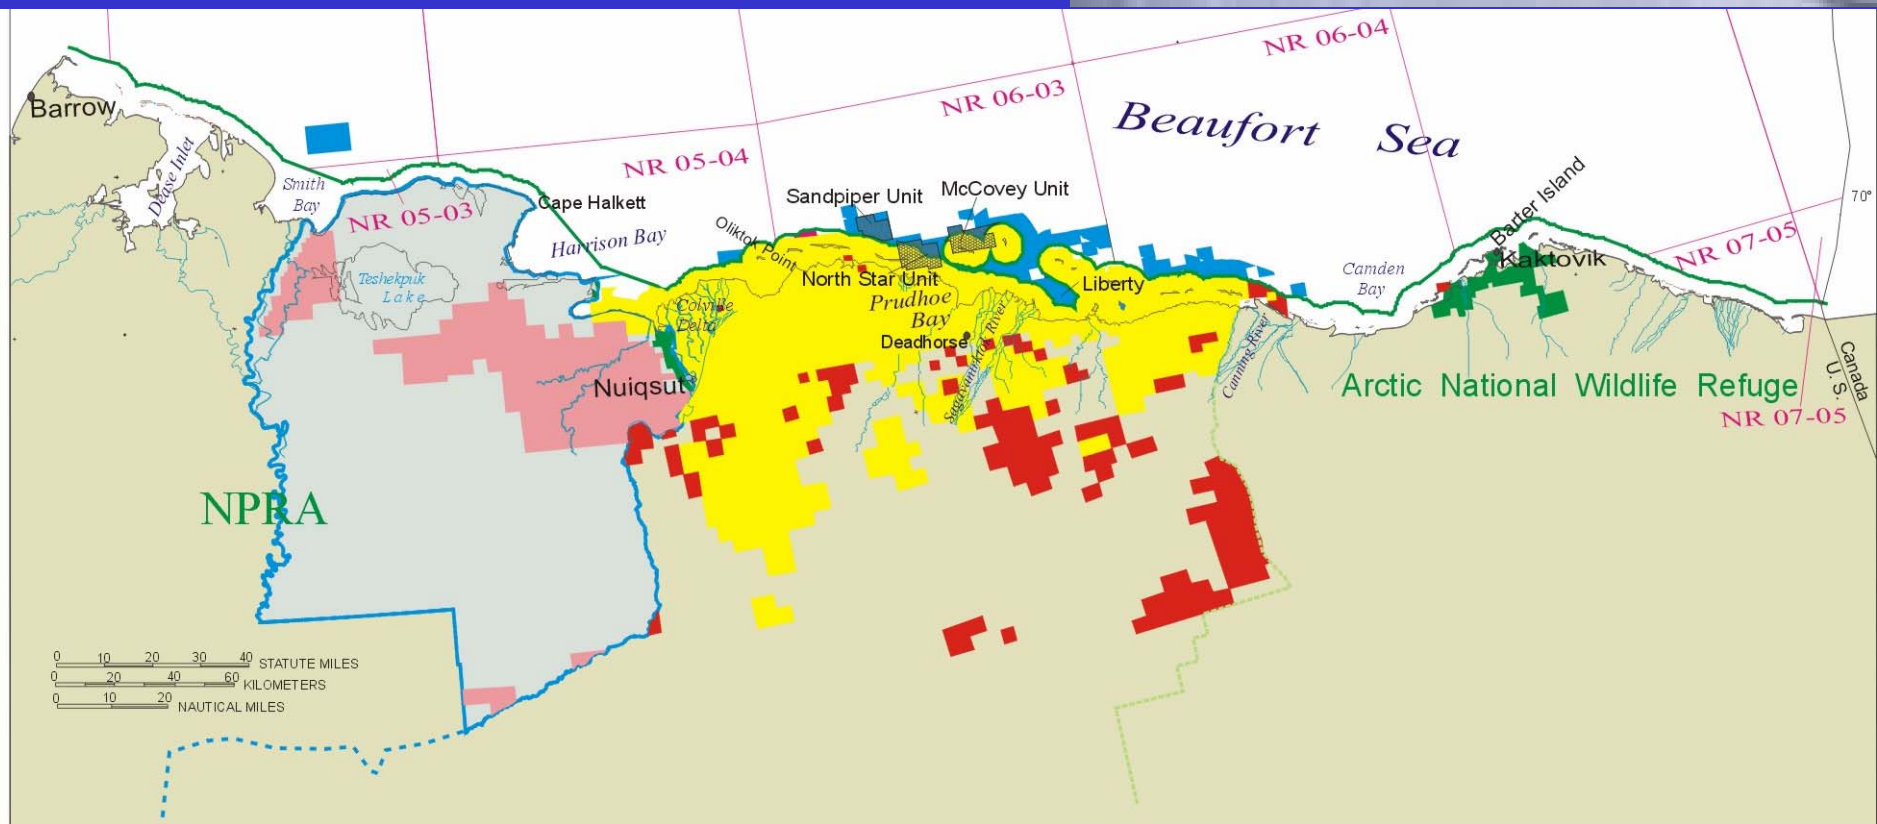 NR 06-04
NR 06-03
Beaufort Sea
Barrow
Dease Inlet
Smith
Bay
NR 05-04
NR 05-03
Cape Halkett
Harrison Bay
Sandpiper Unit
McCovey Unit
Oliktok Point
Barter Island
70°
NR 07-05
Kaktovik
Camden
Bay
Teshekpuk
Lake
North Star Unit
Liberty
Colville
Delta
Prudhoe
Bay
Deadhorse
Sagavanirktok River
Canning River
Nuiqsut
Arctic National Wildlife Refuge
Canada
U.S.
NR 07-05
NPRA
0 10 20 30 40 STATUTE MILES
0 20 40 60 KILOMETERS
0 10 20 NAUTICAL MILES